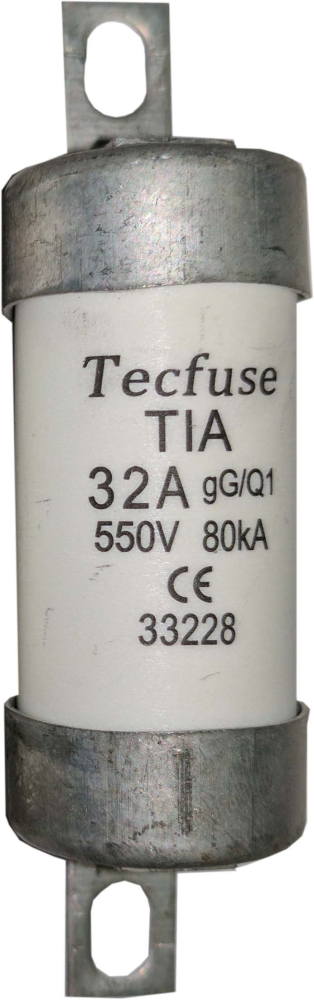 Tecfuse
TIA
32A gG/Q1
550V 80kA
CE
33228